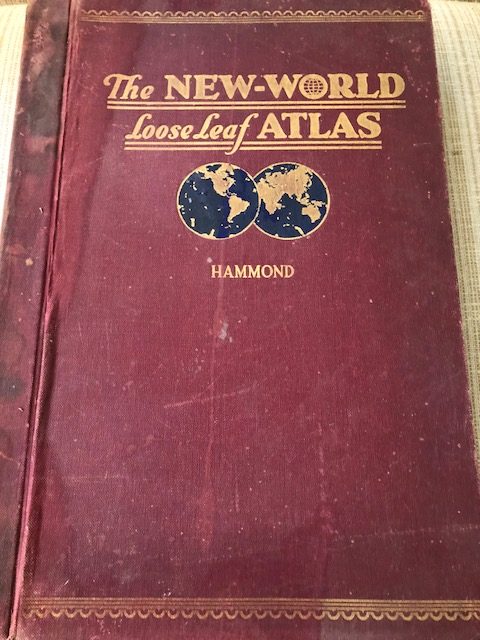 The NEW-WORLD
Loose Leaf ATLAS
HAMMOND